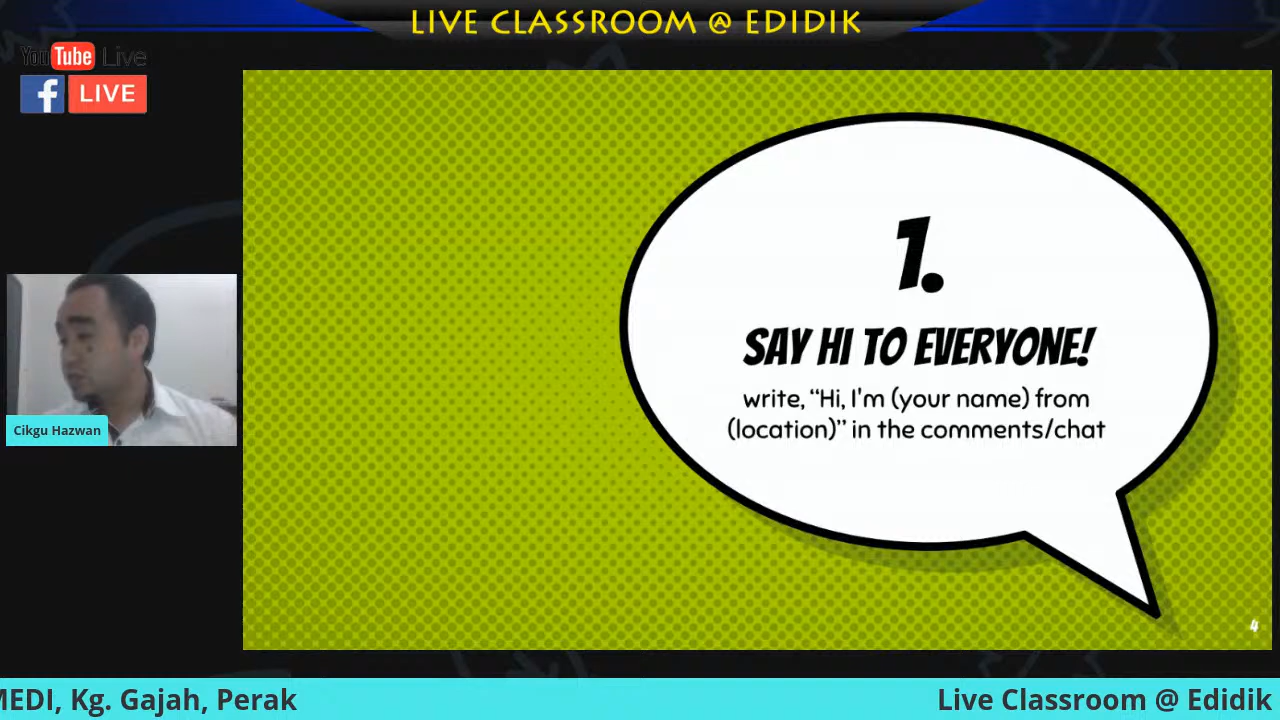 LIVE CLASSROOM @ EDIDIK
YouTube Live
f LIVE
1.
SAY HI TO EVERYONE!
write, “Hi, I'm (your name) from
(location)” in the comments/chat
Cikgu Hazwan
4
MEDI, Kg. Gajah, Perak
Live Classroom @ Edidik